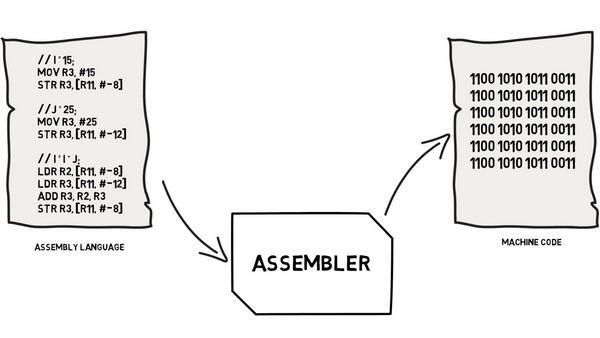 //I'15;
MOV R3, #15
STR R3, [R11, #-8]
//J'25;
MOV R3, #25
STR R3, [R11, #-12]
//I'I'J;
LDR R2, [R11, #-8]
LDR R3, [R11, #-12]
ADD R3, R2, R3
STR R3, [R11, #-8]
ASSEMBLY LANGUAGE
ASSEMBLER
1100 1010 1011 0011
1100 1010 1011 0011
1100 1010 1011 0011
1100 1010 1011 0011
1100 1010 1011 0011
1100 1010 1011 0011
MACHINE CODE